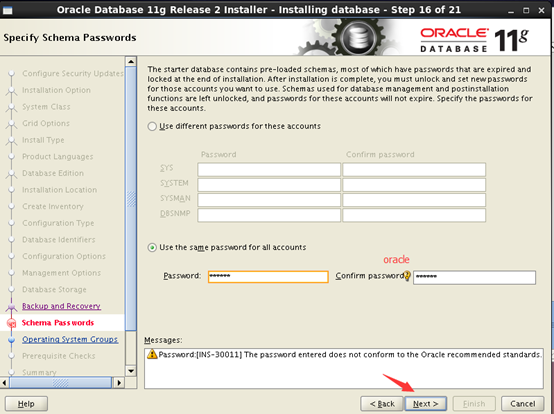 Oracle Database 11g Release 2 Installer - Installing database - Step 16 of 21
Specify Schema Passwords
ORACLE
DATABASE 11g
Configure Security Updates
Installation Option
System Class
Grid Options
Install Type
Product Languages
Database Edition
Installation Location
Create Inventory
Configuration Type
Database Identifiers
Configuration Options
Management Options
Database Storage
Backup and Recovery
Schema Passwords
Operating System Groups
Prerequisite Checks
Summary
The starter database contains pre-loaded schemas, most of which have passwords that are expired and
locked at the end of installation. After installation is complete, you must unlock and set new passwords
for those accounts you want to use. Schemas used for database management and postinstallation
functions are left unlocked, and passwords for these accounts will not expire. Specify the passwords for
these accounts.
Use different passwords for these accounts
Password Confirm password
SYS
SYSTEM
SYSMAN
DBSNMP
Use the same password for all accounts
oracle
Password: ****** Confirm password: ******
Messages:
Password:[INS-30011] The password entered does not conform to the Oracle recommended standards.
Help < Back Next > Finish Cancel